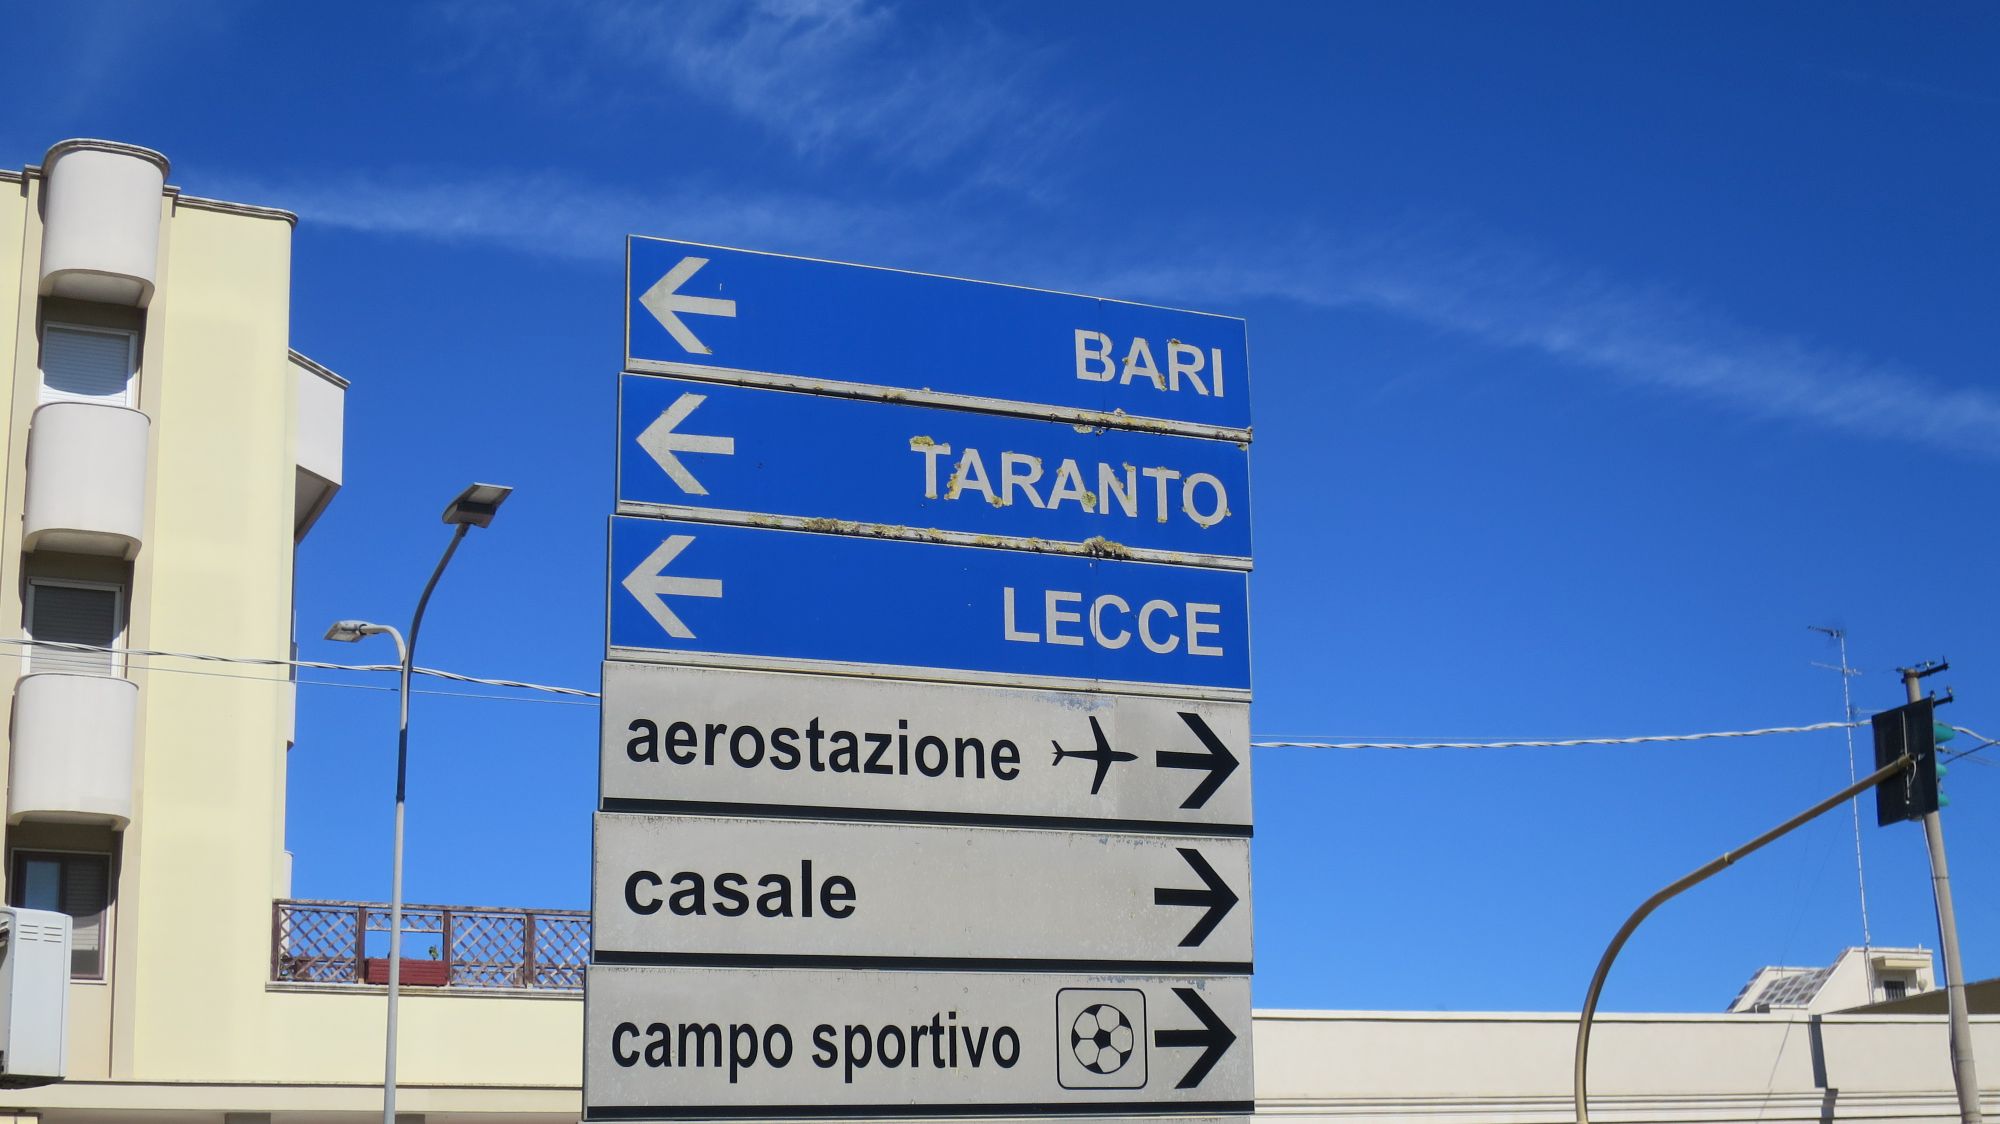 BARI
TARANTO
LECCE
aerostazione
casale
campo sportivo